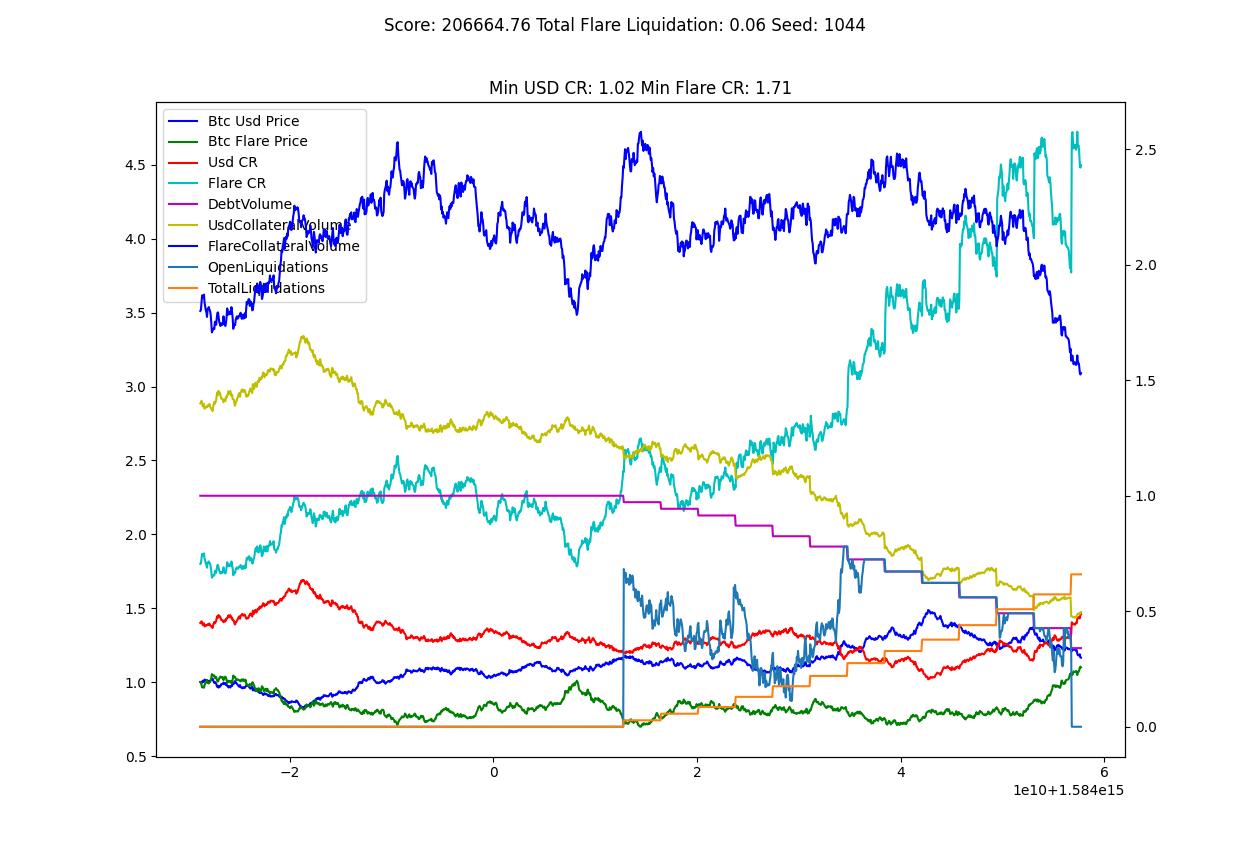 Score: 206664.76 Total Flare Liquidation: 0.06 Seed: 1044
Min USD CR: 1.02 Min Flare CR: 1.71
Btc Usd Price
Btc Flare Price
Usd CR
Flare CR
DebtVolume
UsdCollateralVolume
FlareCollateralVolume
OpenLiquidations
TotalLiquidations
4.5
4.0
3.5
3.0
2.5
2.0
1.5
1.0
0.5
2.5
2.0
1.5
1.0
0.5
0.0
−2 0 2 4 6
1e10+1.584e15